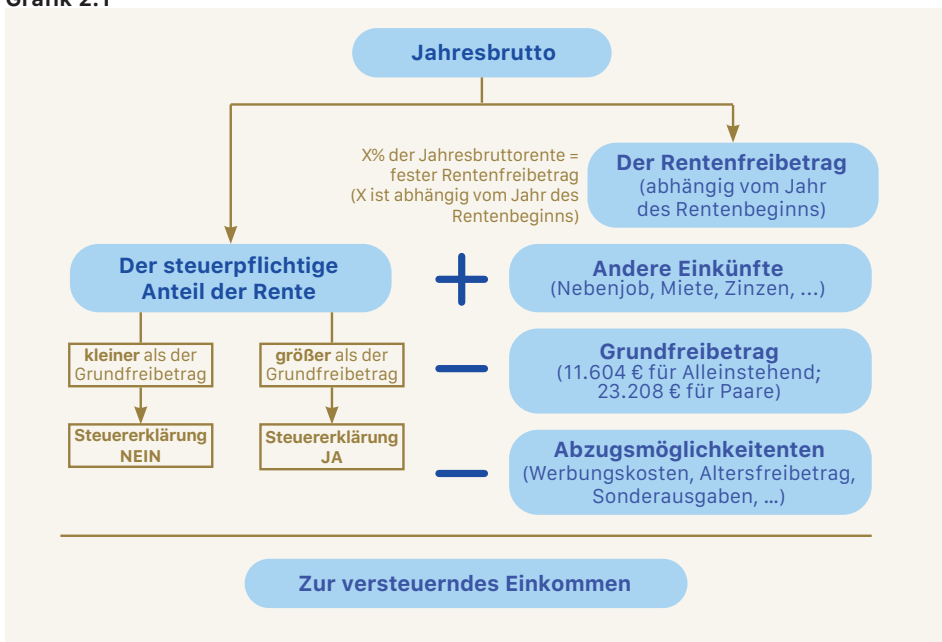 Grafik 2.1
Jahresbrutto
X% der Jahresbruttorente =
fester Rentenfreibetrag
(X ist abhängig vom Jahr des
Rentenbeginns)
Der Rentenfreibetrag
(abhängig vom Jahr
des Rentenbeginns)
Der steuerpflichtige
Anteil der Rente
+
Andere Einkünfte
(Nebenjob, Miete, Zinzen, ...)
kleiner als der
Grundfreibetrag
größer als der
Grundfreibetrag
−
Grundfreibetrag
(11.604 € für Alleinstehend;
23.208 € für Paare)
Steuererklärung
NEIN
Steuererklärung
JA
−
Abzugsmöglichkeitenten
(Werbungskosten, Altersfreibetrag,
Sonderausgaben, ...)
Zur versteuerndes Einkommen